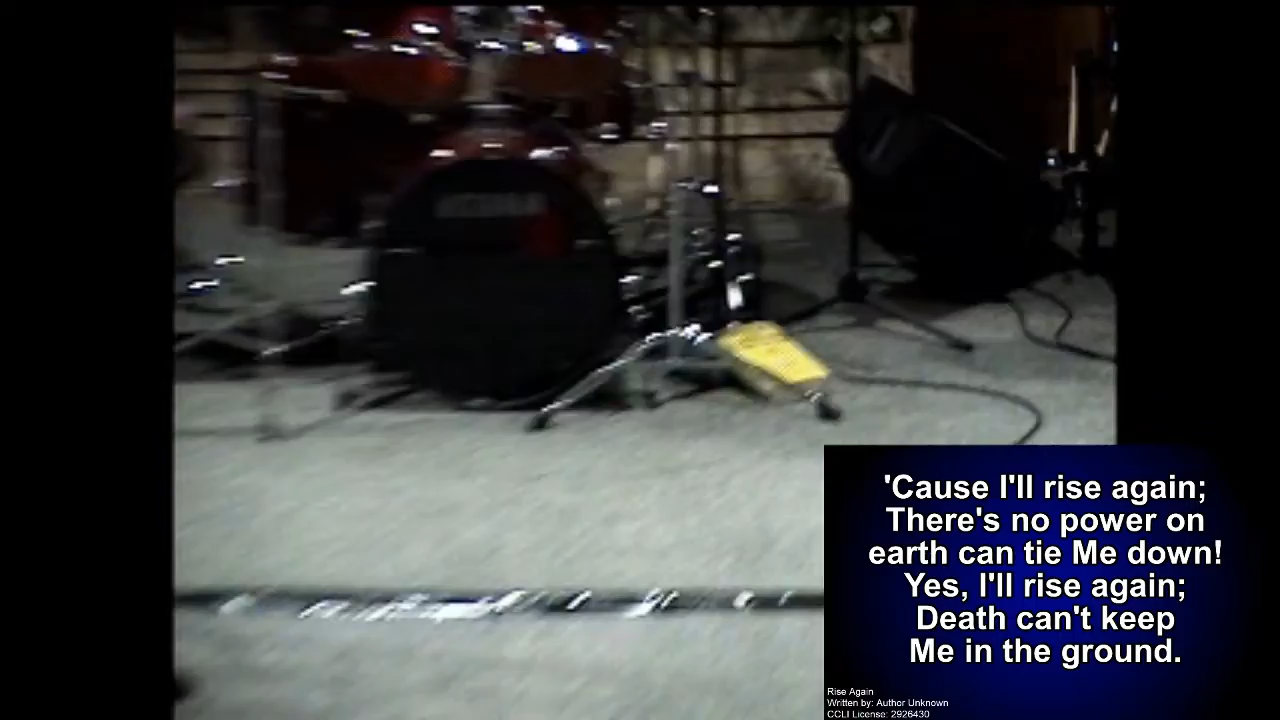 'Cause I'll rise again;
There's no power on
earth can tie Me down!
Yes, I'll rise again;
Death can't keep
Me in the ground.
Rise Again
Written by: Author Unknown
CCLI License: 2926430